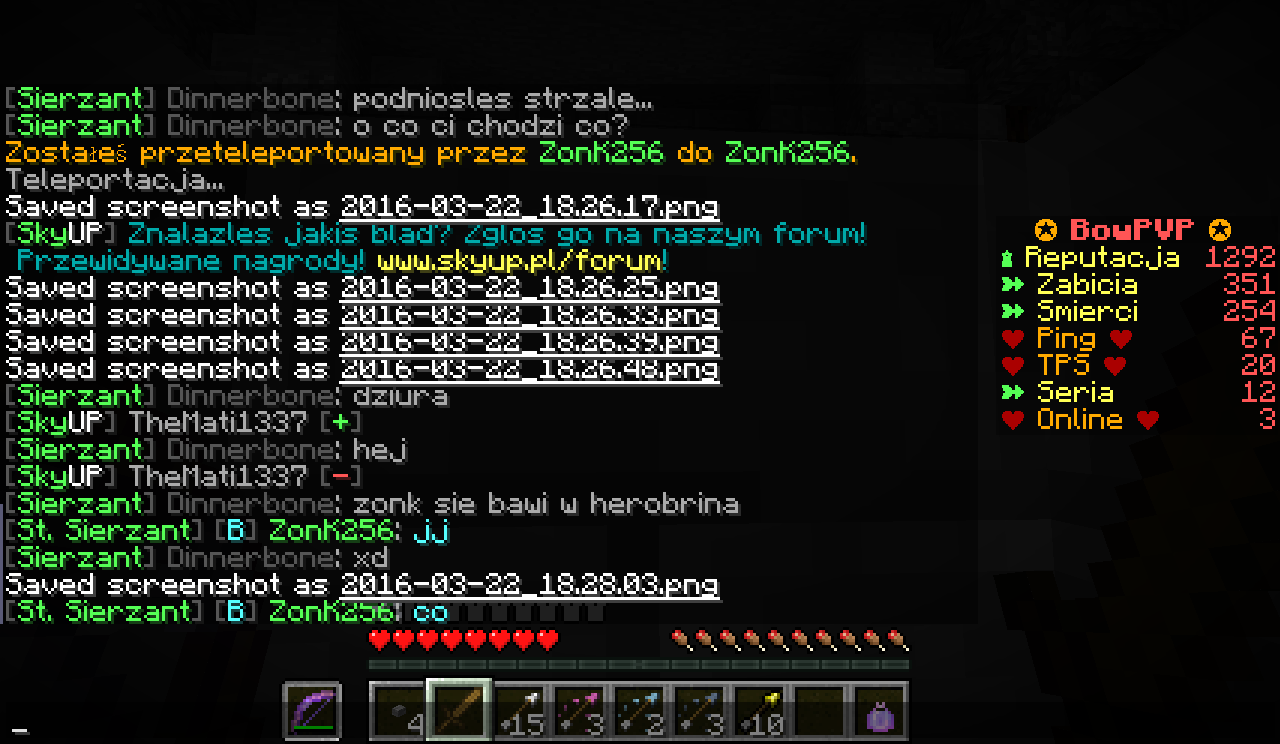 [Sierzant] Dinnerbone: podniosles strzale...
[Sierzant] Dinnerbone: o co ci chodzi co?
Zostałeś przeteleportowany przez ZonK256 do ZonK256.
Teleportacja...
Saved screenshot as 2016-03-22_18.26.17.png
[SkyUP] Znalazles jakis blad? Zglos go na naszym forum!
Przewidywane nagrody! www.skyup.pl/forum!
Saved screenshot as 2016-03-22_18.26.25.png
Saved screenshot as 2016-03-22_18.26.33.png
Saved screenshot as 2016-03-22_18.26.39.png
Saved screenshot as 2016-03-22_18.26.48.png
[Sierzant] Dinnerbone: dziura
[SkyUP] TheMati1337 [+]
[Sierzant] Dinnerbone: hej
[SkyUP] TheMati1337 [-]
[Sierzant] Dinnerbone: zonk sie bawi w herobrina
[St. Sierzant] [B] ZonK256: jj
[Sierzant] Dinnerbone: xd
Saved screenshot as 2016-03-22_18.28.03.png
[St. Sierzant] [B] ZonK256: co
✪ BowPVP ✪
Reputacja 1292
Zabicia 351
Smierci 254
❤ Ping ❤ 67
❤ TPS ❤ 20
Seria 12
❤ Online ❤ 3
4 15 3 2 3 10
_